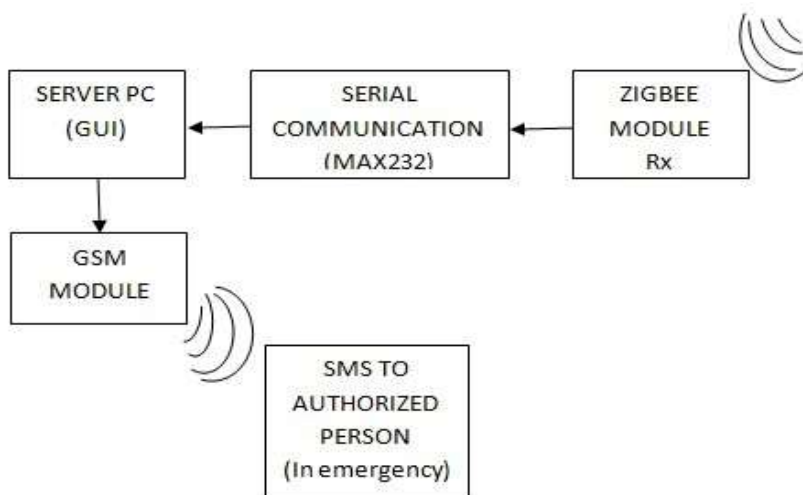 SERVER PC
(GUI)
SERIAL
COMMUNICATION
(MAX232)
ZIGBEE
MODULE
Rx
GSM
MODULE
SMS TO
AUTHORIZED
PERSON
(In emergency)